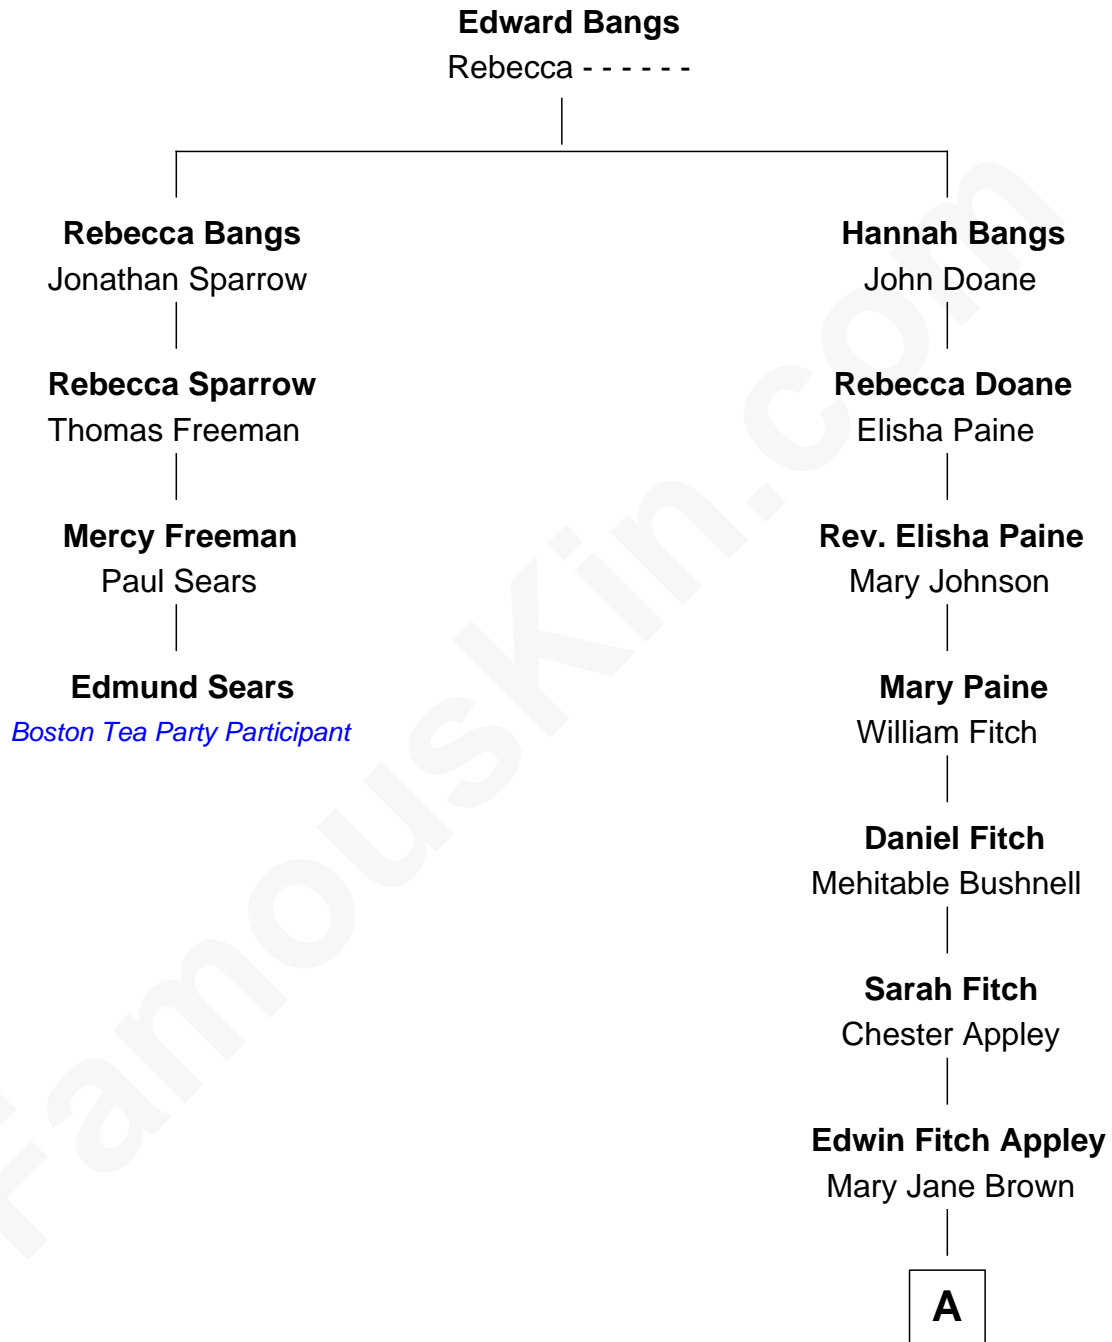 Edward Bangs
Rebecca - - - - - -
Rebecca Bangs
Jonathan Sparrow
Rebecca Sparrow
Thomas Freeman
Mercy Freeman
Paul Sears
Edmund Sears
Boston Tea Party Participant
Hannah Bangs
John Doane
Rebecca Doane
Elisha Paine
Rev. Elisha Paine
Mary Johnson
Mary Paine
William Fitch
Daniel Fitch
Mehitable Bushnell
Sarah Fitch
Chester Appley
Edwin Fitch Appley
Mary Jane Brown
A
FamousKin.com